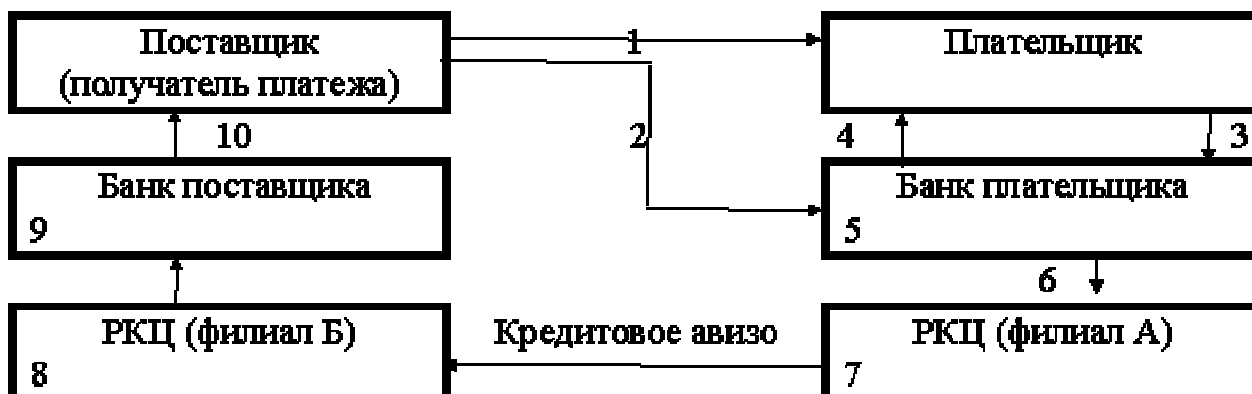 Поставщик
(получатель платежа)
1
Плательщик
10
2
4
3
Банк поставщика
9
Банк плательщика
5
6
РКЦ (филиал Б)
8
Кредитовое авизо
РКЦ (филиал А)
7